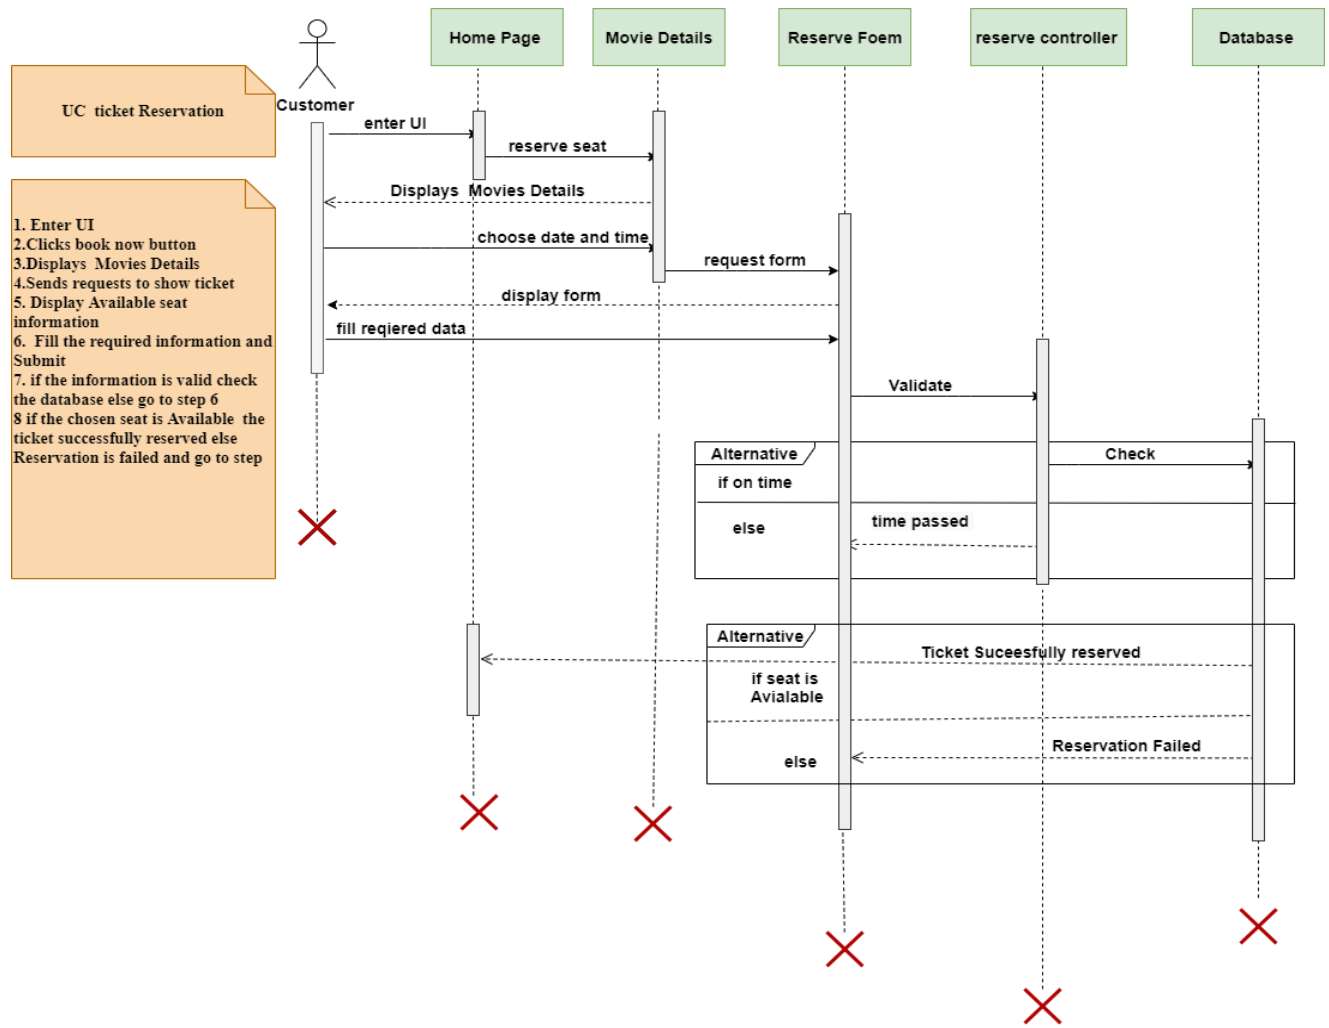 Home Page
Movie Details
Reserve Foem
reserve controller
Database
Customer
UC  ticket Reservation
enter UI
reserve seat
Displays  Movies Details
choose date and time
request form
display form
fill reqiered data
Validate
1. Enter UI
2.Clicks book now button
3.Displays  Movies Details
4.Sends requests to show ticket
5. Display Available seat
information
6.  Fill the required information and
Submit
7. if the information is valid check
the database else go to step 6
8 if the chosen seat is Available  the
ticket successfully reserved else
Reservation is failed and go to step
Alternative
Check
if on time
time passed
else
Alternative
Ticket Suceesfully reserved
if seat is
Avialable
Reservation Failed
else